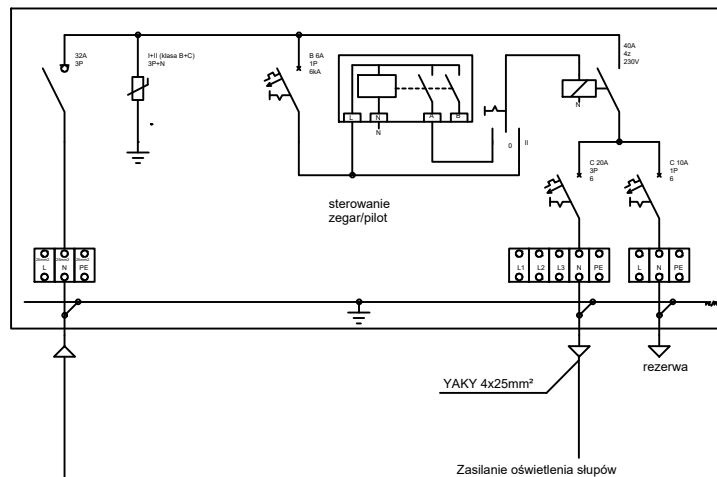 32A
3P
I+II (klasa B+C)
3P+N
B 6A
1P
6kA
40A
4z
230V
L
N
A
B
N
N
I
0
II
sterowanie
zegar/pilot
C 20A
3P
6
C 10A
1P
6
L
N
PE
L1
L2
L3
N
PE
L
N
PE
rezerwa
YAKY 4x25mm²
Zasilanie oświetlenia słupów